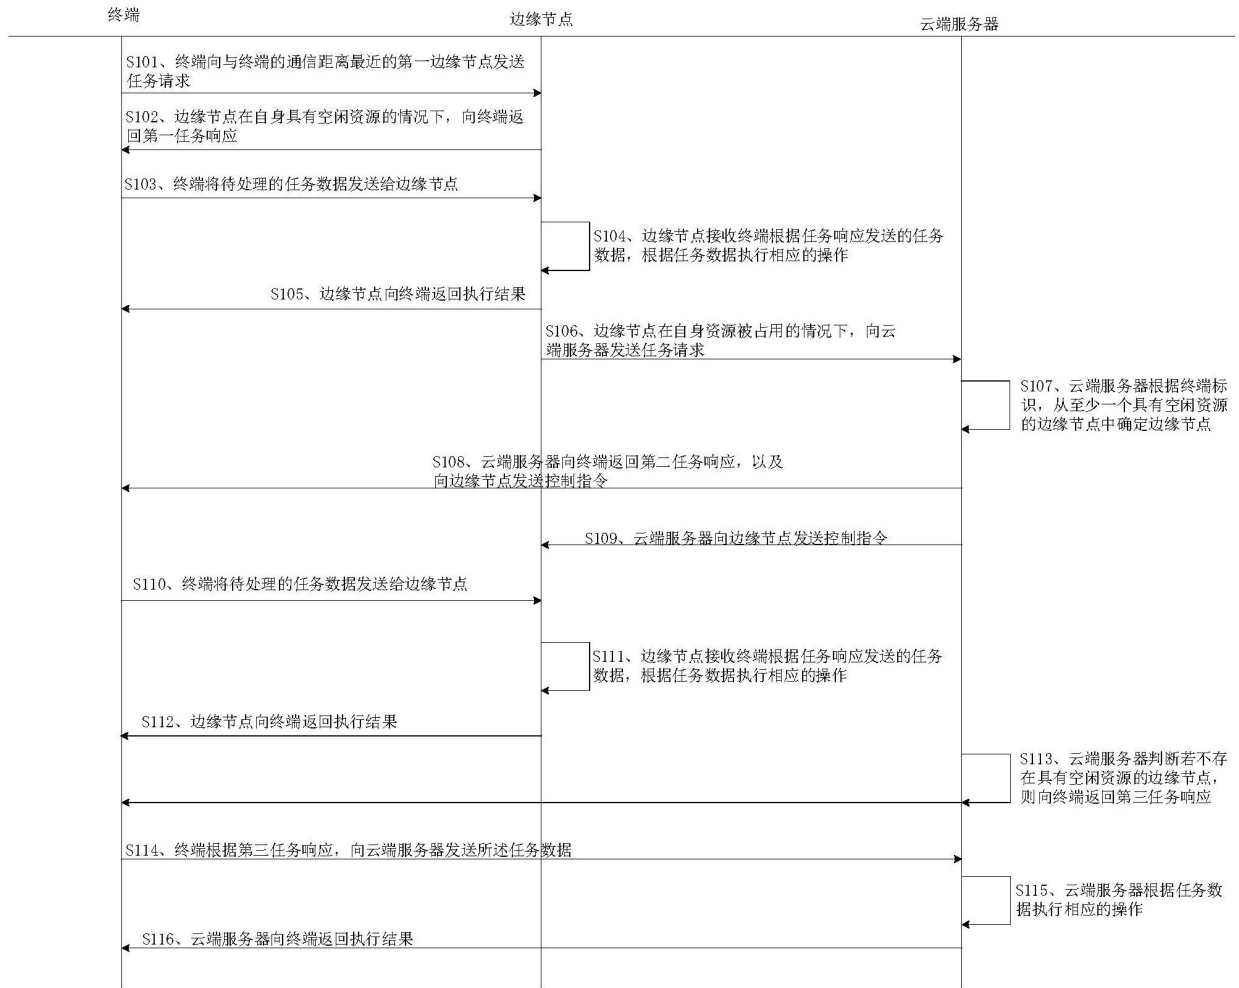 终端
边缘节点
云端服务器
S101、终端向与终端的通信距离最近的第一边缘节点发送
任务请求
S102、边缘节点在自身具有空闲资源的情况下，向终端返
回第一任务响应
S103、终端将待处理的任务数据发送给边缘节点
S104、边缘节点接收终端根据任务响应发送的任务
数据，根据任务数据执行相应的操作
S105、边缘节点向终端返回执行结果
S106、边缘节点在自身资源被占用的情况下，向云
端服务器发送任务请求
S107、云端服务器根据终端标
识，从至少一个具有空闲资源
的边缘节点中确定边缘节点
S108、云端服务器向终端返回第二任务响应，以及
向边缘节点发送控制指令
S109、云端服务器向边缘节点发送控制指令
S110、终端将待处理的任务数据发送给边缘节点
S111、边缘节点接收终端根据任务响应发送的任务
数据，根据任务数据执行相应的操作
S112、边缘节点向终端返回执行结果
S113、云端服务器判断若不存
在具有空闲资源的边缘节点，
则向终端返回第三任务响应
S114、终端根据第三任务响应，向云端服务器发送所述任务数据
S115、云端服务器根据任务数
据执行相应的操作
S116、云端服务器向终端返回执行结果